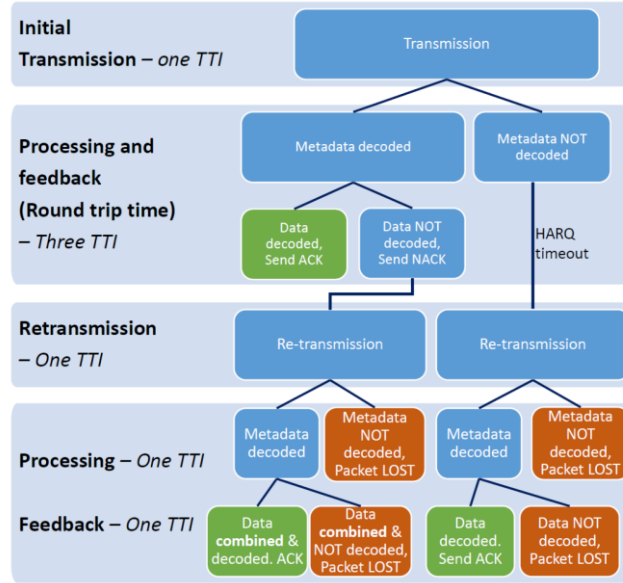 Initial
Transmission – one TTI
Transmission
Processing and
feedback
(Round trip time)
– Three TTI
Metadata decoded
Metadata NOT
decoded
Data
decoded,
Send ACK
Data NOT
decoded,
Send NACK
HARQ
timeout
Retransmission
– One TTI
Re-transmission
Re-transmission
Processing – One TTI
Metadata
decoded
Metadata
NOT
decoded,
Packet LOST
Metadata
decoded
Metadata
NOT
decoded,
Packet LOST
Feedback – One TTI
Data
combined &
decoded. ACK
Data
combined &
NOT decoded,
Packet LOST
Data
decoded.
Send ACK
Data NOT
decoded,
Packet LOST